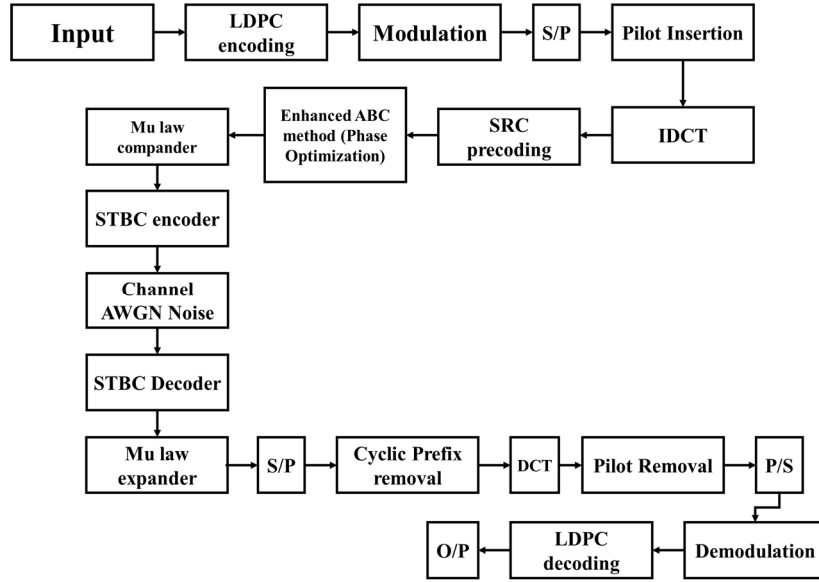 Input
LDPC
encoding
Modulation
S/P
Pilot Insertion
IDCT
SRC
precoding
Enhanced ABC
method (Phase
Optimization)
Mu law
compander
STBC encoder
Channel
AWGN Noise
STBC Decoder
Mu law
expander
S/P
Cyclic Prefix
removal
DCT
Pilot Removal
P/S
Demodulation
LDPC
decoding
O/P